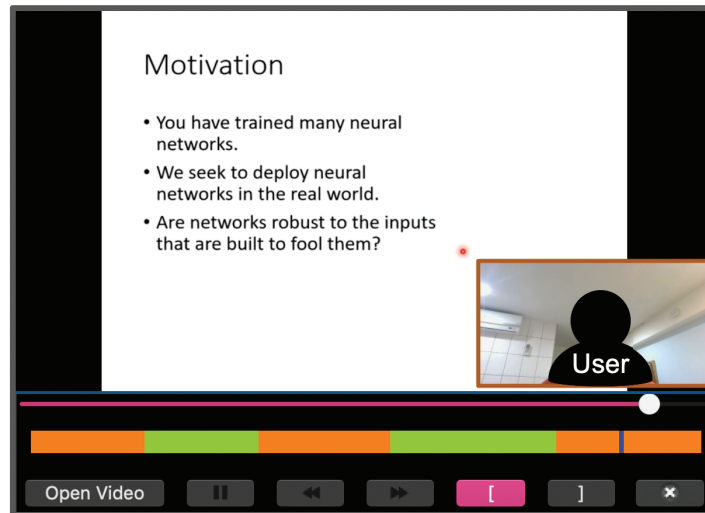 Motivation
• You have trained many neural
networks.
• We seek to deploy neural
networks in the real world.
• Are networks robust to the inputs
that are built to fool them?
User
Open Video
[
]